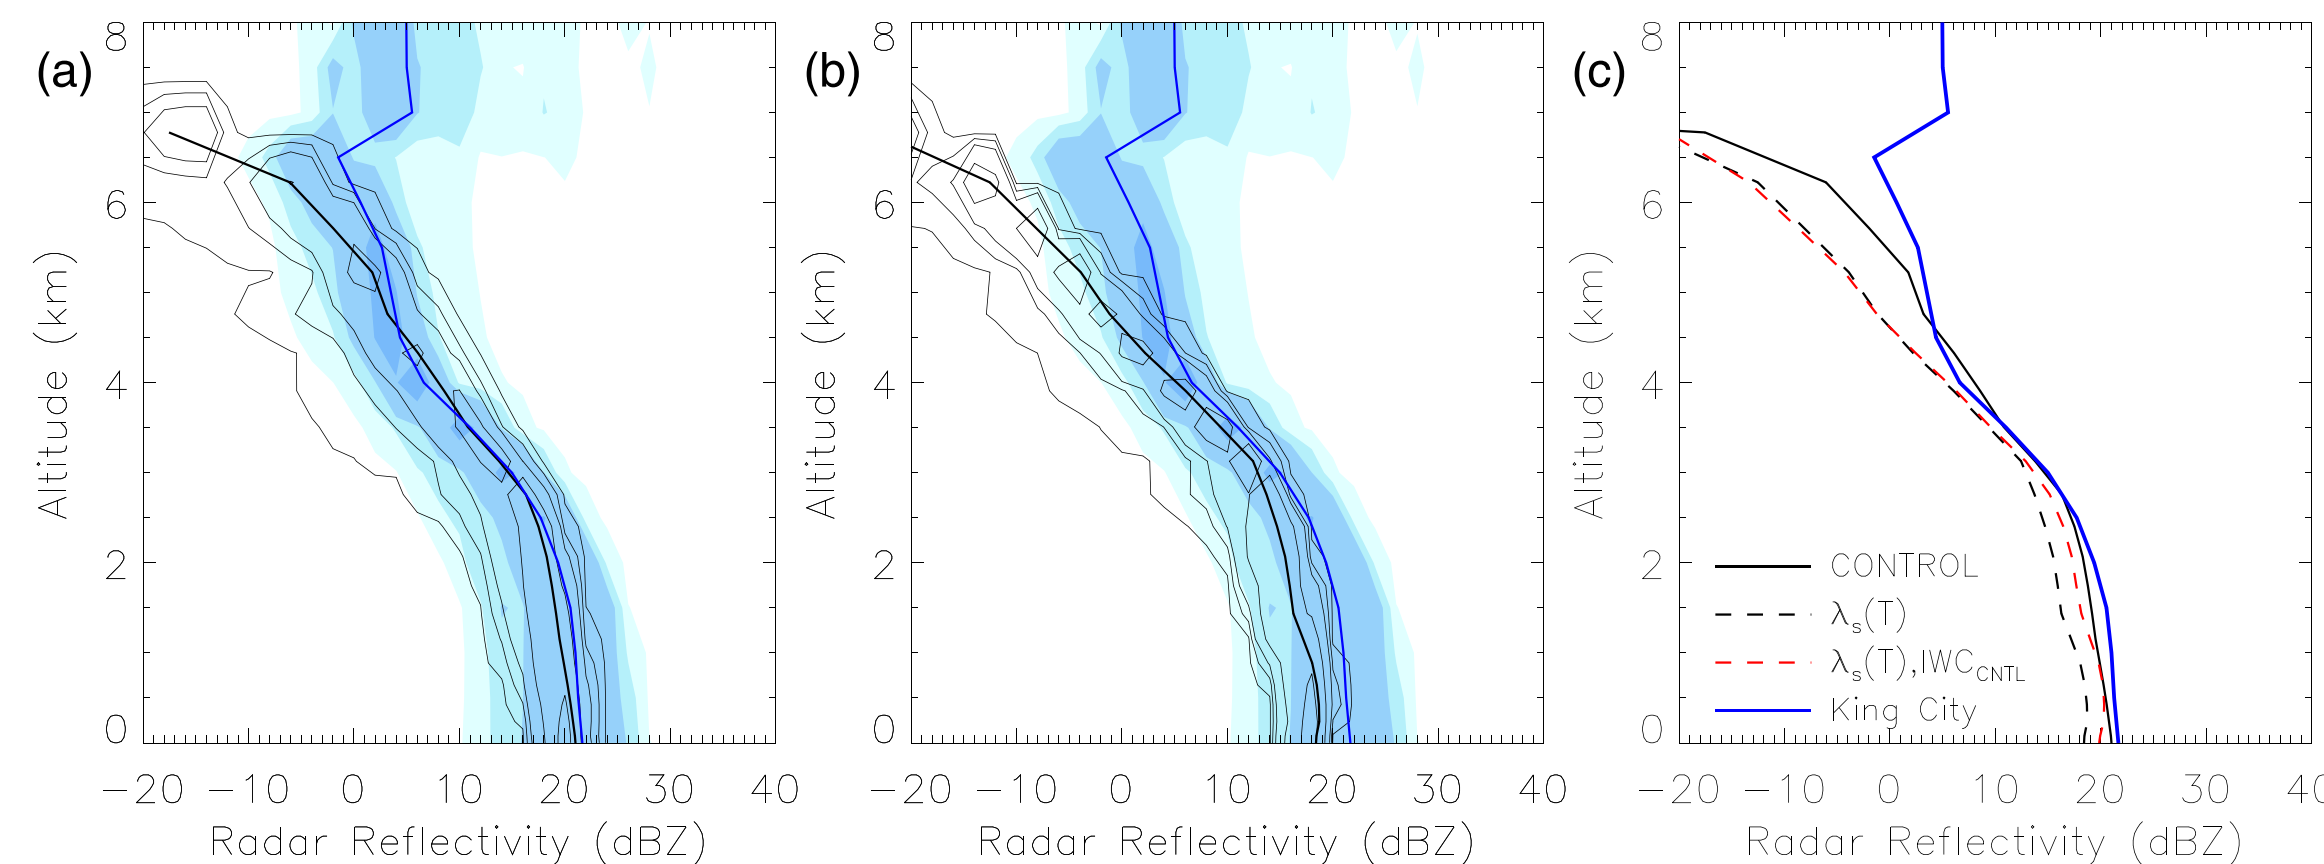 (a)
8
6
4
2
0
Altitude (km)
−20 −10 0 10 20 30 40
Radar Reflectivity (dBZ)
(b)
8
6
4
2
0
Altitude (km)
−20 −10 0 10 20 30 40
Radar Reflectivity (dBZ)
(c)
8
6
4
2
0
Altitude (km)
CONTROL
λs(T)
λs(T),IWCCNTL
King City
−20 −10 0 10 20 30 40
Radar Reflectivity (dBZ)